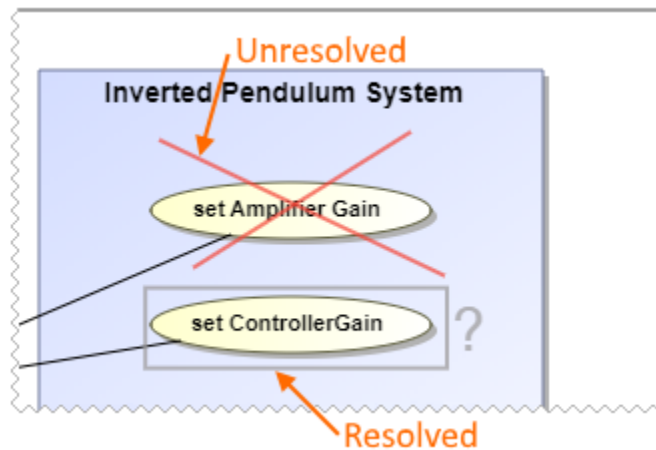 Unresolved
Inverted Pendulum System
set Amplifier Gain
set ControllerGain
?
Resolved